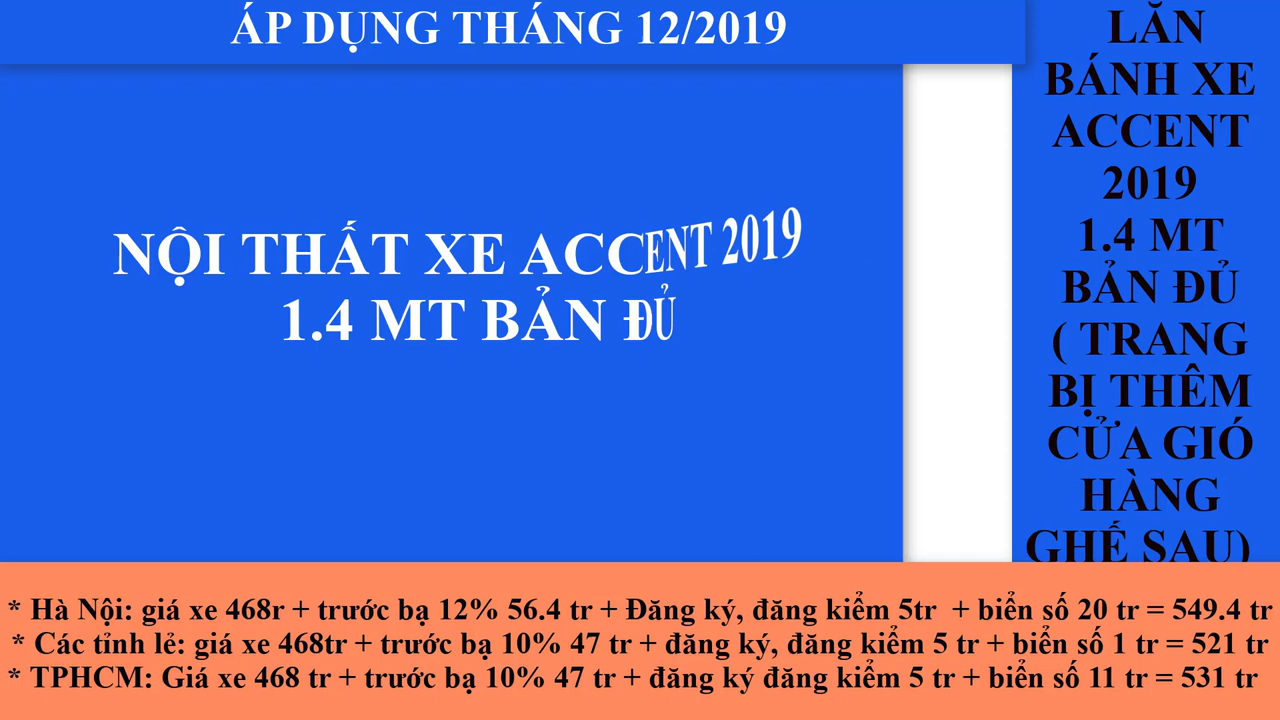 ÁP DỤNG THÁNG 12/2019
NỘI THẤT XE ACCENT 2019
1.4 MT BẢN ĐỦ
LĂN
BÁNH XE
ACCENT
2019
1.4 MT
BẢN ĐỦ
( TRANG
BỊ THÊM
CỬA GIÓ
HÀNG
GHẾ SAU)
* Hà Nội: giá xe 468r + trước bạ 12% 56.4 tr + Đăng ký, đăng kiểm 5tr + biển số 20 tr = 549.4 tr
* Các tỉnh lẻ: giá xe 468tr + trước bạ 10% 47 tr + đăng ký, đăng kiểm 5 tr + biển số 1 tr = 521 tr
* TPHCM: Giá xe 468 tr + trước bạ 10% 47 tr + đăng ký đăng kiểm 5 tr + biển số 11 tr = 531 tr